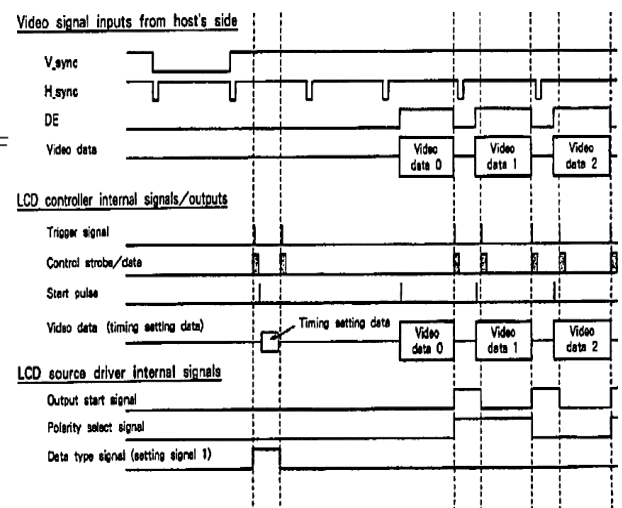 Video signal inputs from host's side
V_sync
H_sync
DE
Video data
Video data 0
Video data 1
Video data 2
LCD controller internal signals/outputs
Trigger signal
Control strobe/data
Start pulse
Video data (timing setting data)
Timing setting data
Video data 0
Video data 1
Video data 2
LCD source driver internal signals
Output start signal
Polarity select signal
Data type signal (setting signal 1)